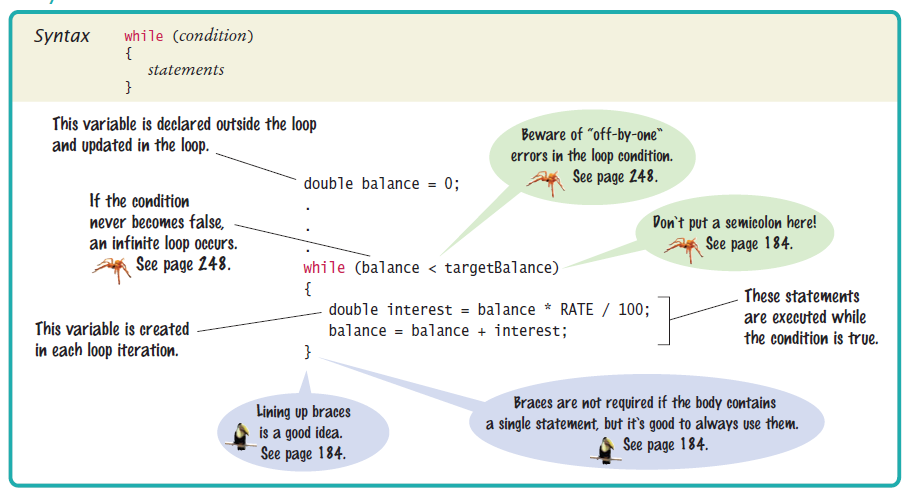 Syntax
while (condition)
{
statements
}
This variable is declared outside the loop
and updated in the loop.
Beware of "off-by-one"
errors in the loop condition.
See page 248.
double balance = 0;
.
.
.
If the condition
never becomes false,
an infinite loop occurs.
See page 248.
Don't put a semicolon here!
See page 184.
while (balance < targetBalance)
{
double interest = balance * RATE / 100;
balance = balance + interest;
}
These statements
are executed while
the condition is true.
This variable is created
in each loop iteration.
Lining up braces
is a good idea.
See page 184.
Braces are not required if the body contains
a single statement, but it's good to always use them.
See page 184.